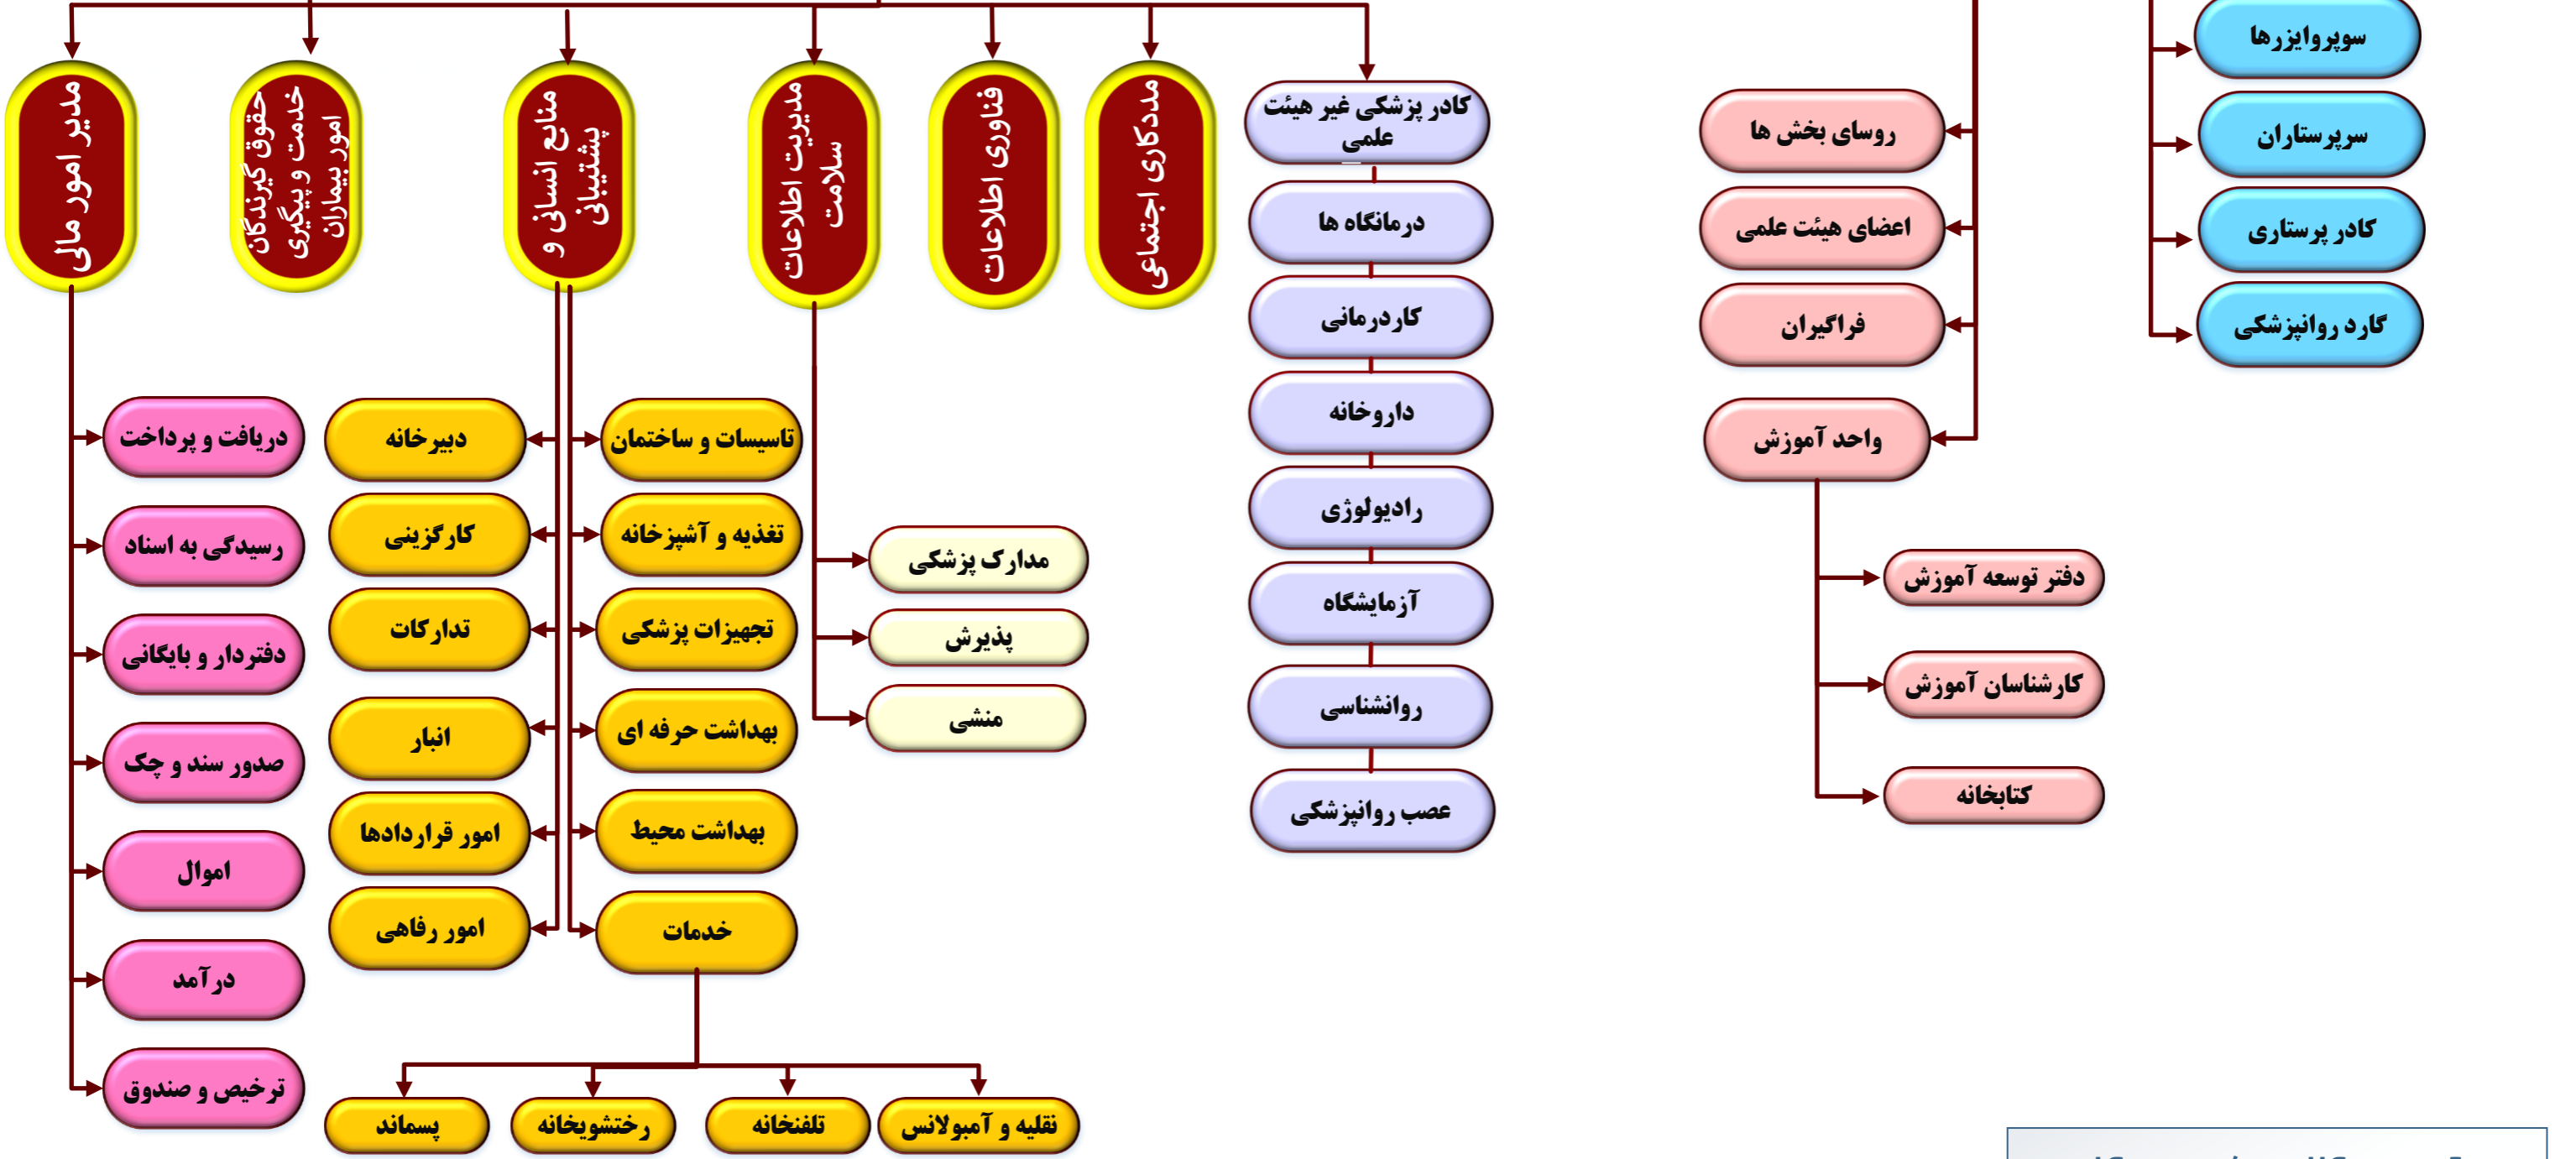 سوپروایزرها
سرپرستاران
کادر پرستاری
گارد روانپزشکی
روسای بخش ها
اعضای هیئت علمی
فراگیران
واحد آموزش
دفتر توسعه آموزش
کارشناسان آموزش
کتابخانه
کادر پزشکی غیر هیئت
علمی
درمانگاه ها
کاردرمانی
داروخانه
رادیولوژی
آزمایشگاه
روانشناسی
عصب روانپزشکی
مددکاری اجتماعی
فناوری اطلاعات
مدیریت اطلاعات
سلامت
مدارک پزشکی
پذیرش
منشی
منابع انسانی و
پشتیبانی
تاسیسات و ساختمان
تغذیه و آشپزخانه
تجهیزات پزشکی
بهداشت حرفه ای
بهداشت محیط
خدمات
دبیرخانه
کارگزینی
تدارکات
انبار
امور قراردادها
امور رفاهی
نقلیه و آمبولانس
تلفنخانه
رختشویخانه
پسماند
حقوق گیرندگان
خدمت و پیگیری
امور بیماران
مدیر امور مالی
دریافت و پرداخت
رسیدگی به اسناد
دفتردار و بایگانی
صدور سند و چک
اموال
درآمد
ترخیص و صندوق